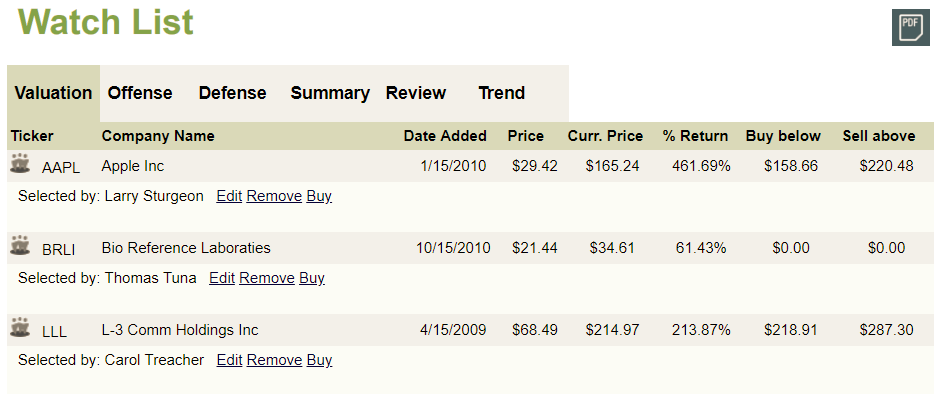 Watch List
PDF
Valuation Offense Defense Summary Review Trend
Ticker Company Name Date Added Price Curr. Price % Return Buy below Sell above
AAPL Apple Inc 1/15/2010 $29.42 $165.24 461.69% $158.66 $220.48
Selected by: Larry Sturgeon Edit Remove Buy
BRLI Bio Reference Laboraties 10/15/2010 $21.44 $34.61 61.43% $0.00 $0.00
Selected by: Thomas Tuna Edit Remove Buy
LLL L-3 Comm Holdings Inc 4/15/2009 $68.49 $214.97 213.87% $218.91 $287.30
Selected by: Carol Treacher Edit Remove Buy